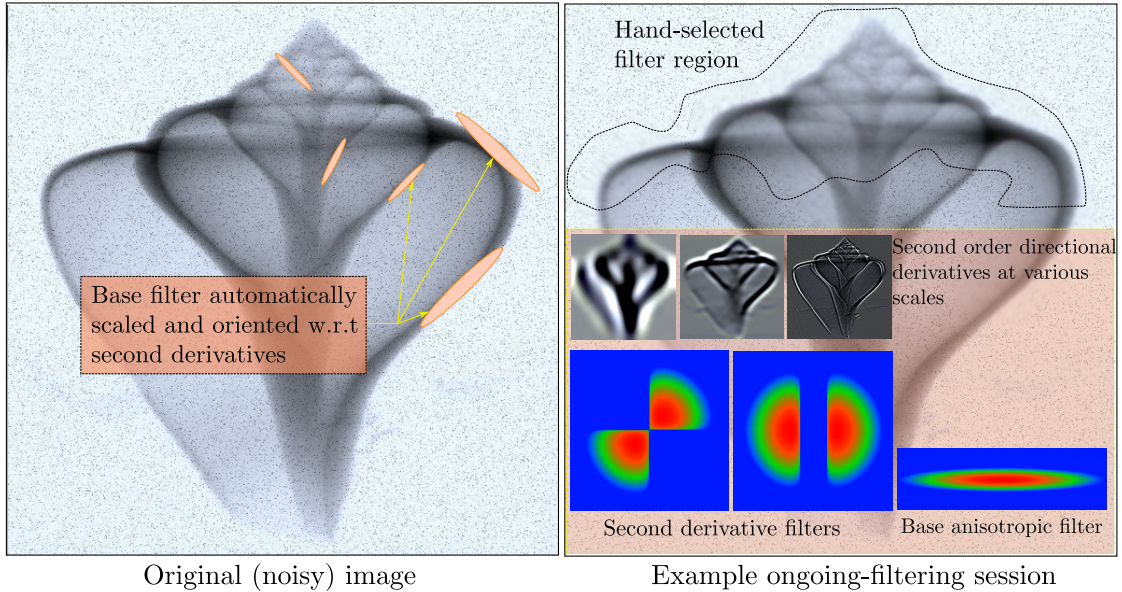 Base filter automatically
scaled and oriented w.r.t
second derivatives
Original (noisy) image
Hand-selected
filter region
Second order directional
derivatives at various
scales
Second derivative filters
Base anisotropic filter
Example ongoing-filtering session